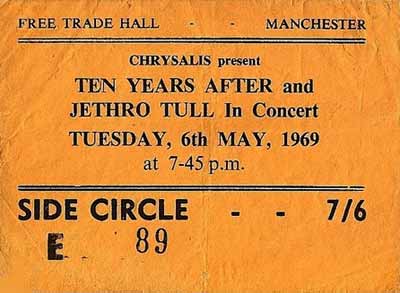 FREE TRADE HALL - - MANCHESTER
CHRYSALIS present
TEN YEARS AFTER and
JETHRO TULL In Concert
TUESDAY, 6th MAY, 1969
at 7-45 p.m.
SIDE CIRCLE - - 7/6
E 89